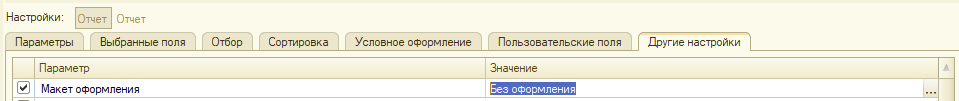 Настройки: Отчет Отчет
Параметры Выбранные поля Отбор Сортировка Условное оформление Пользовательские поля Другие настройки
Параметр Значение
Макет оформления Без оформления ...